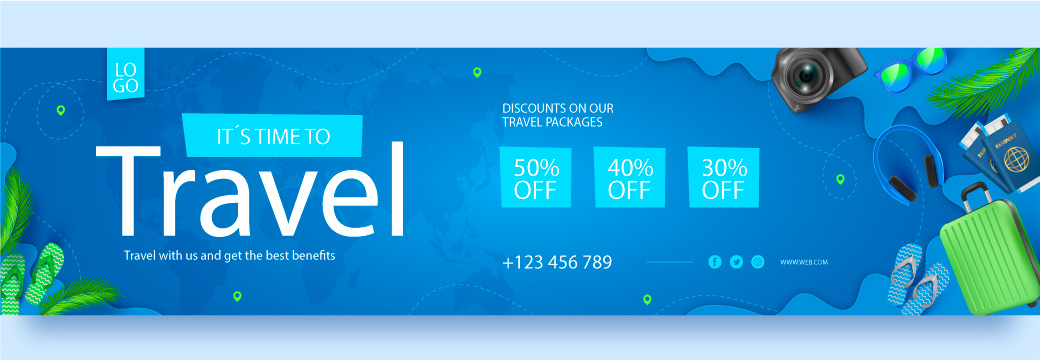 LO
GO
IT´S TIME TO
Travel
Travel with us and get the best benefits
DISCOUNTS ON OUR
TRAVEL PACKAGES
50%
OFF
40%
OFF
30%
OFF
+123 456 789
WWW.WEB.COM
PASSPORT